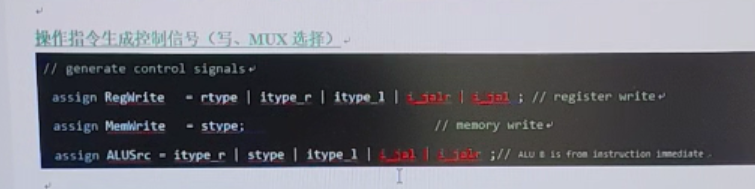 操作指令生成控制信号（写、MUX 选择）
// generate control signals
assign RegWrite = rtype | itype_r | itype_l | i_jalr | i_jal ; // register write
assign MemWrite = stype; // memory write
assign ALUSrc = itype_r | stype | itype_l | i_jal | i_jalr ;// ALU B is from instruction immediate